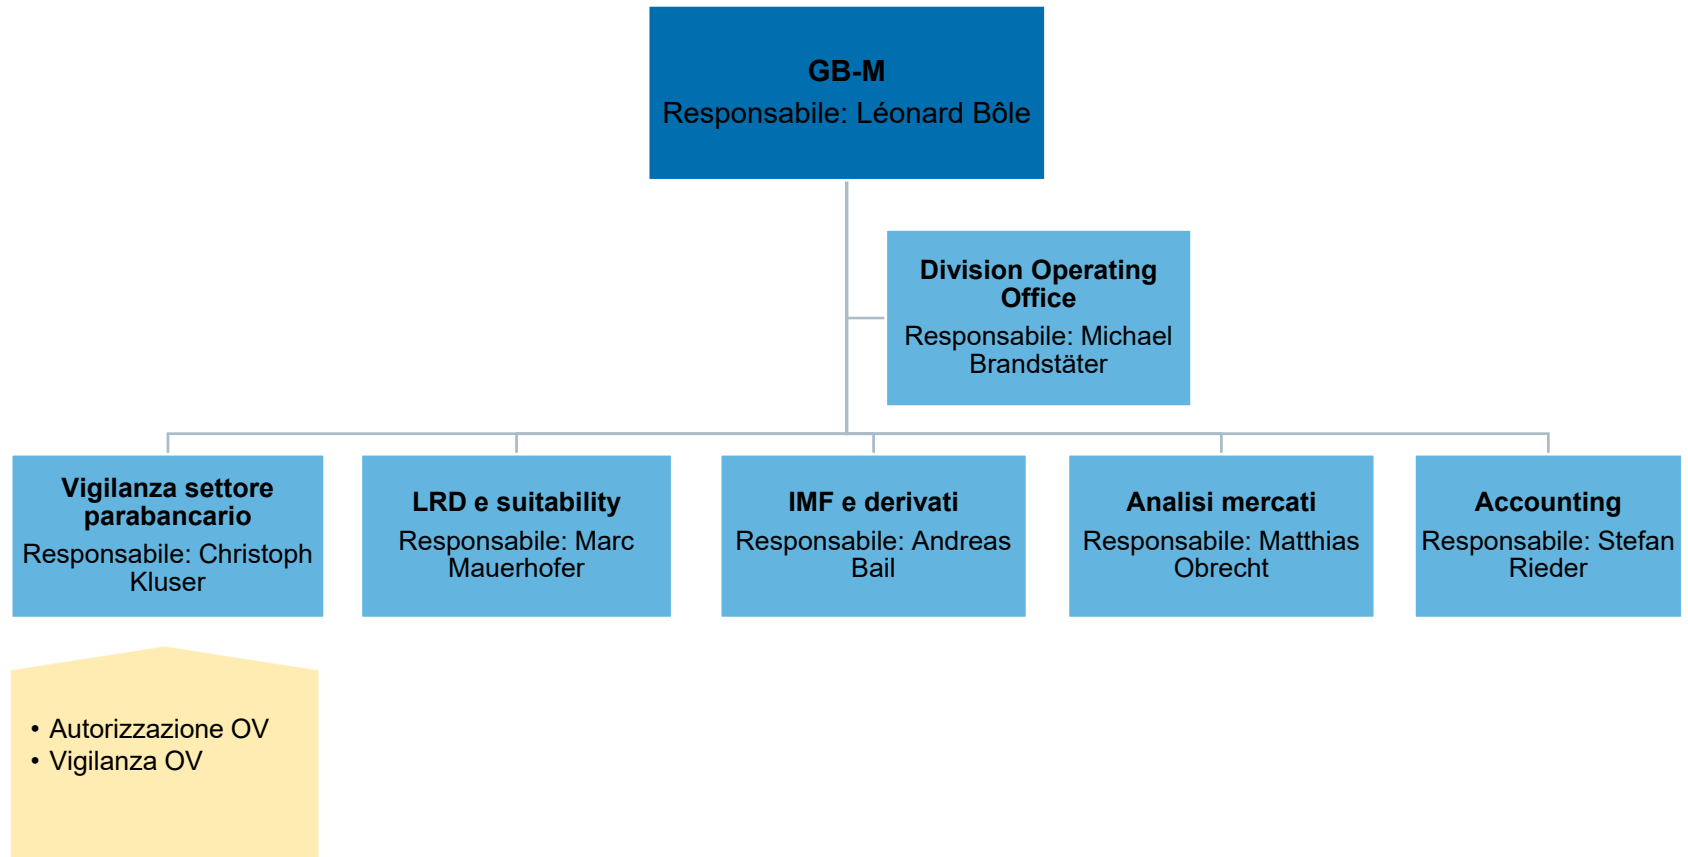 GB-M
Responsabile: Léonard Bôle
Division Operating
Office
Responsabile: Michael
Brandstäter
Vigilanza settore
parabancario
Responsabile: Christoph
Kluser
LRD e suitability
Responsabile: Marc
Mauerhofer
IMF e derivati
Responsabile: Andreas
Bail
Analisi mercati
Responsabile: Matthias
Obrecht
Accounting
Responsabile: Stefan
Rieder
• Autorizzazione OV
• Vigilanza OV